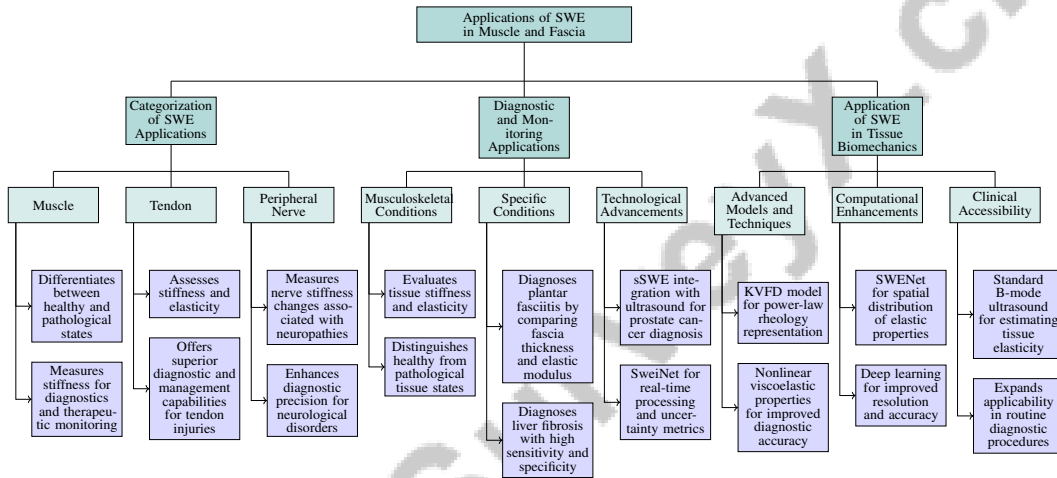 Applications of SWE
in Muscle and Fascia
Categorization
of SWE
Applications
Diagnostic
and Mon-
itoring
Applications
Application
of SWE
in Tissue
Biomechanics
Muscle
Tendon
Peripheral
Nerve
Musculoskeletal
Conditions
Specific
Conditions
Technological
Advancements
Advanced
Models and
Techniques
Computational
Enhancements
Clinical
Accessibility
Differentiates
between
healthy and
pathological
states
Measures
stiffness for
diagnostics
and therapeu-
tic monitoring
Assesses
stiffness and
elasticity
Offers
superior
diagnostic and
management
capabilities
for tendon
injuries
Measures
nerve stiffness
changes asso-
ciated with
neuropathies
Enhances
diagnostic
precision for
neurological
disorders
Evaluates
tissue stiffness
and elasticity
Distinguishes
healthy from
pathological
tissue states
Diagnoses
plantar
fasciitis by
comparing
fascia
thickness
and elastic
modulus
Diagnoses
liver fibrosis
with high
sensitivity and
specificity
sSWE inte-
gration with
ultrasound for
prostate can-
cer diagnosis
SweiNet for
real-time
processing
and uncer-
tainty metrics
KVFD model
for power-law
rheology
representation
Nonlinear
viscoelastic
properties
for improved
diagnostic
accuracy
SWENet
for spatial
distribution
of elastic
properties
Deep learning
for improved
resolution
and accuracy
Standard
B-mode
ultrasound
for estimating
tissue
elasticity
Expands
applicability
in routine
diagnostic
procedures